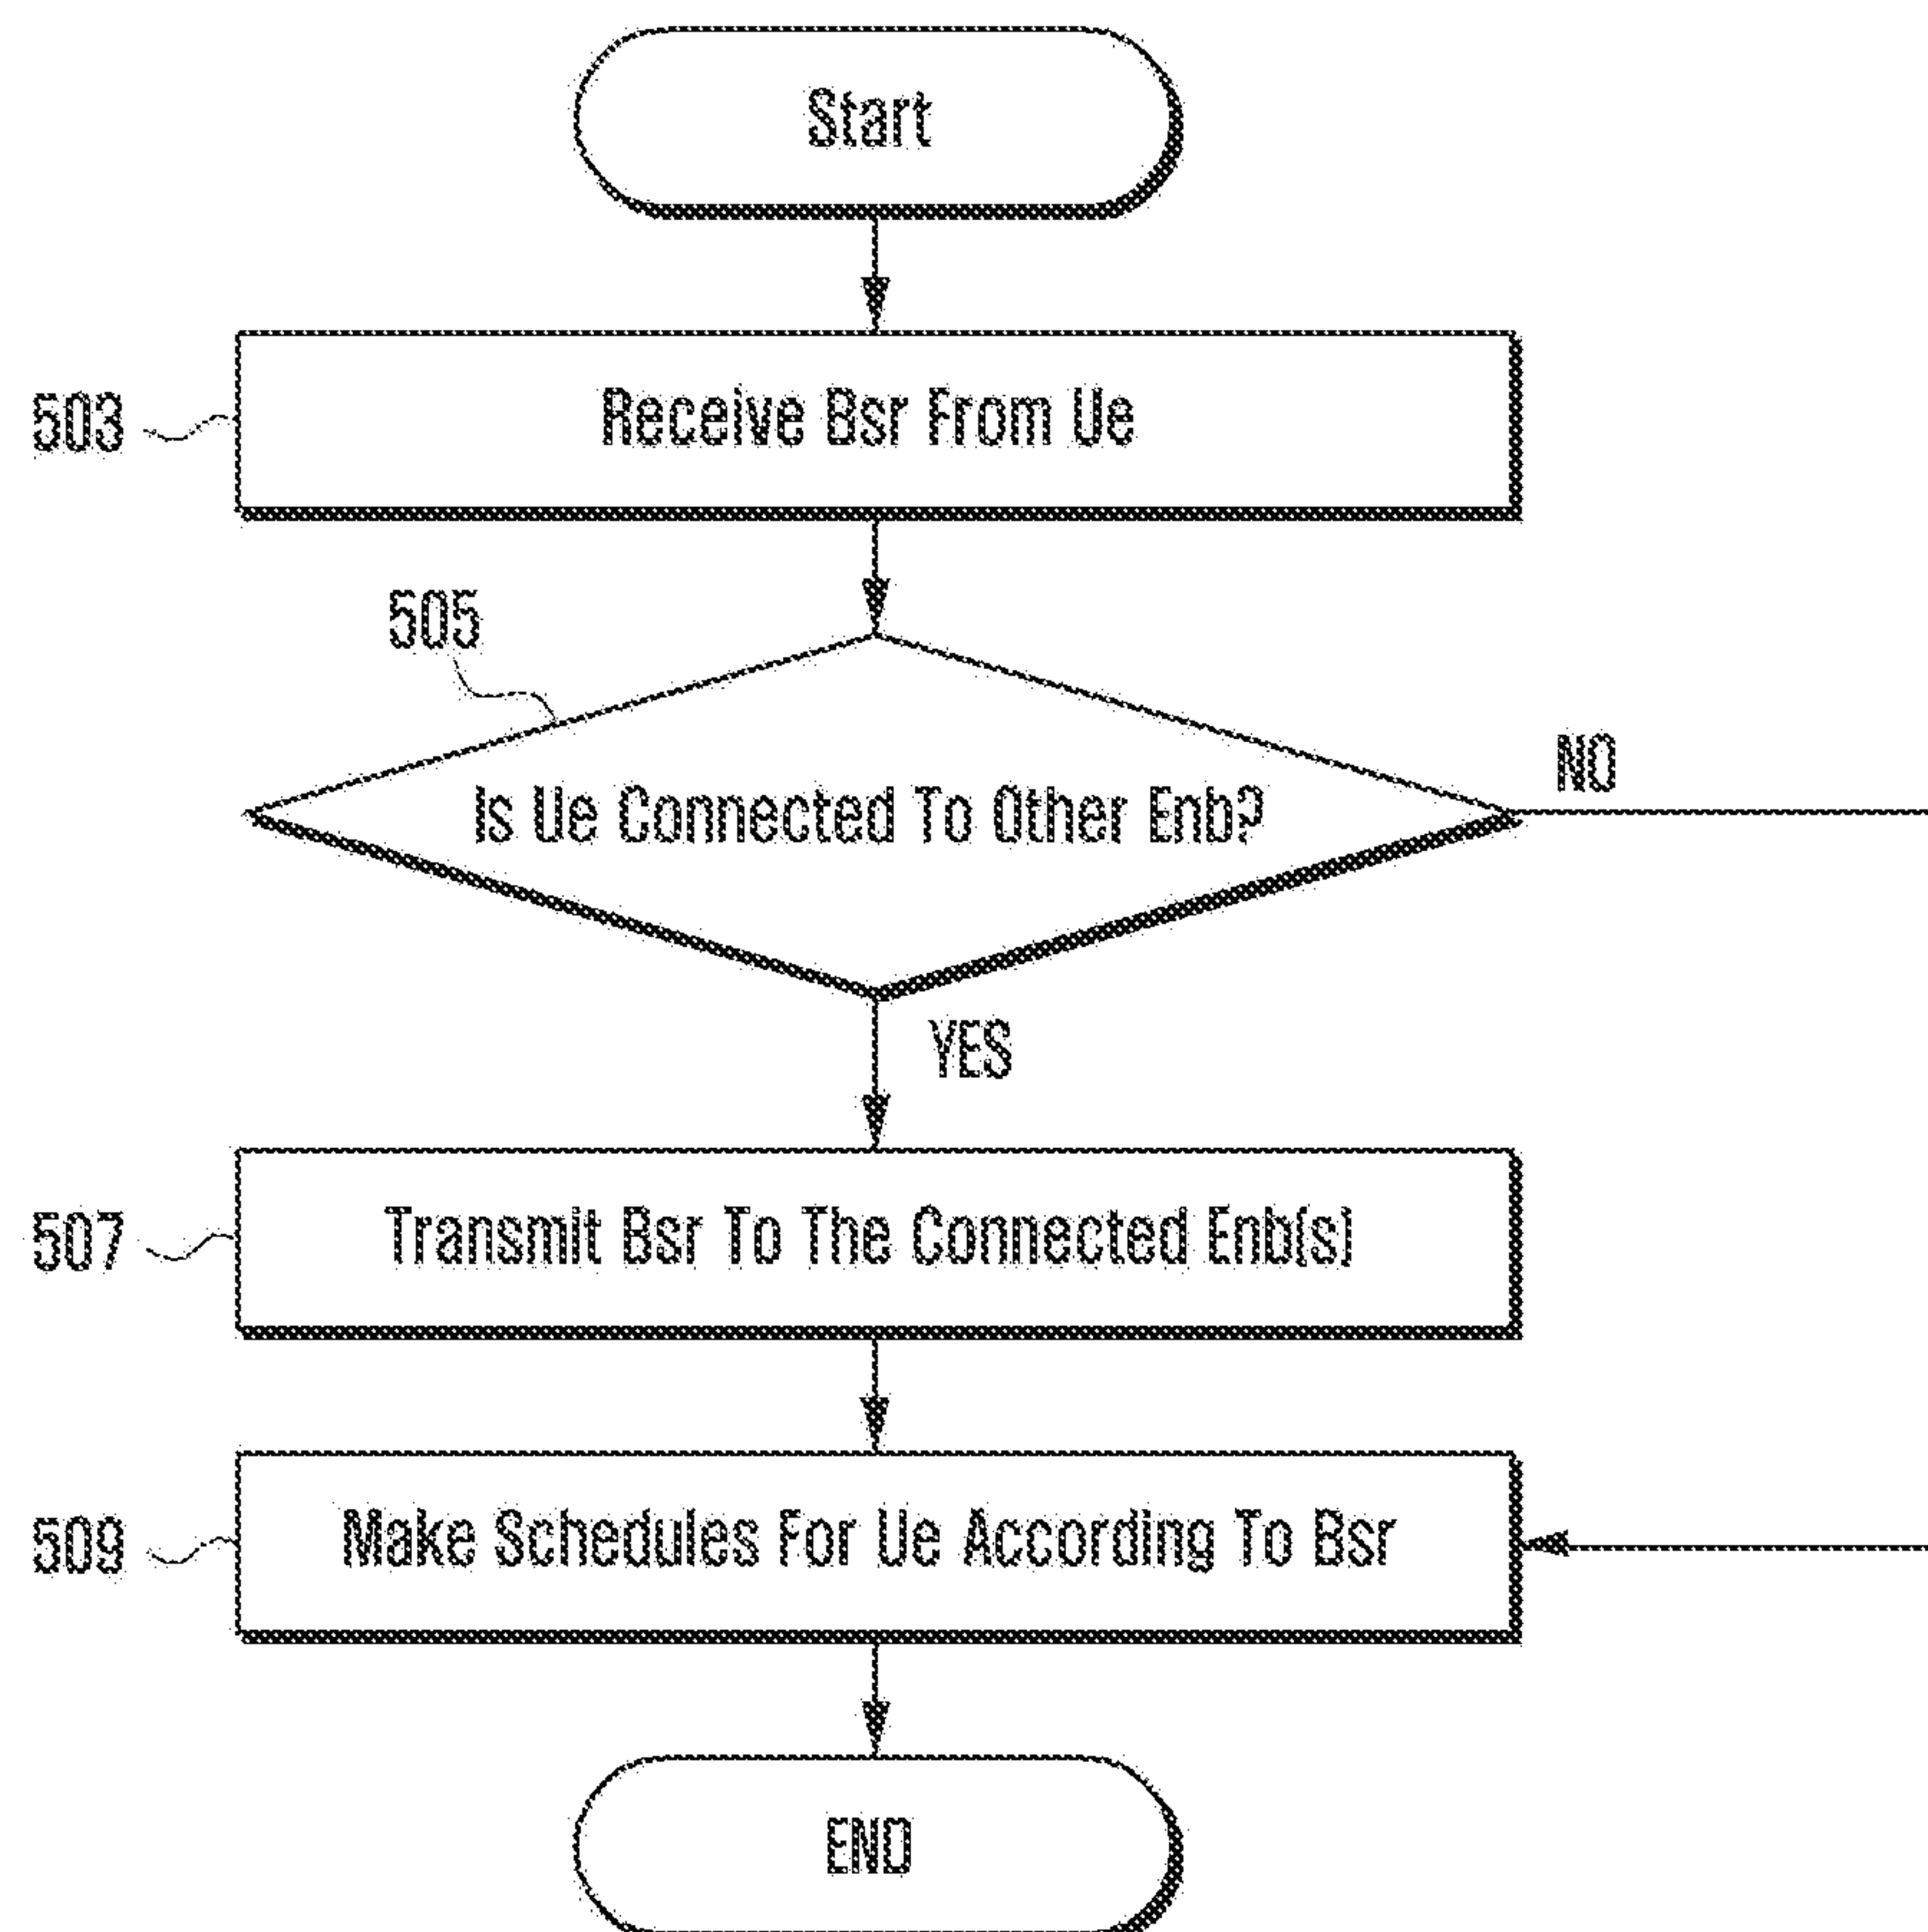 Start
503
Receive Bsr From Ue
505
Is Ue Connected To Other Enb?
NO
YES
507
Transmit Bsr To The Connected Enb(s)
509
Make Schedules For Ue According To Bsr
END